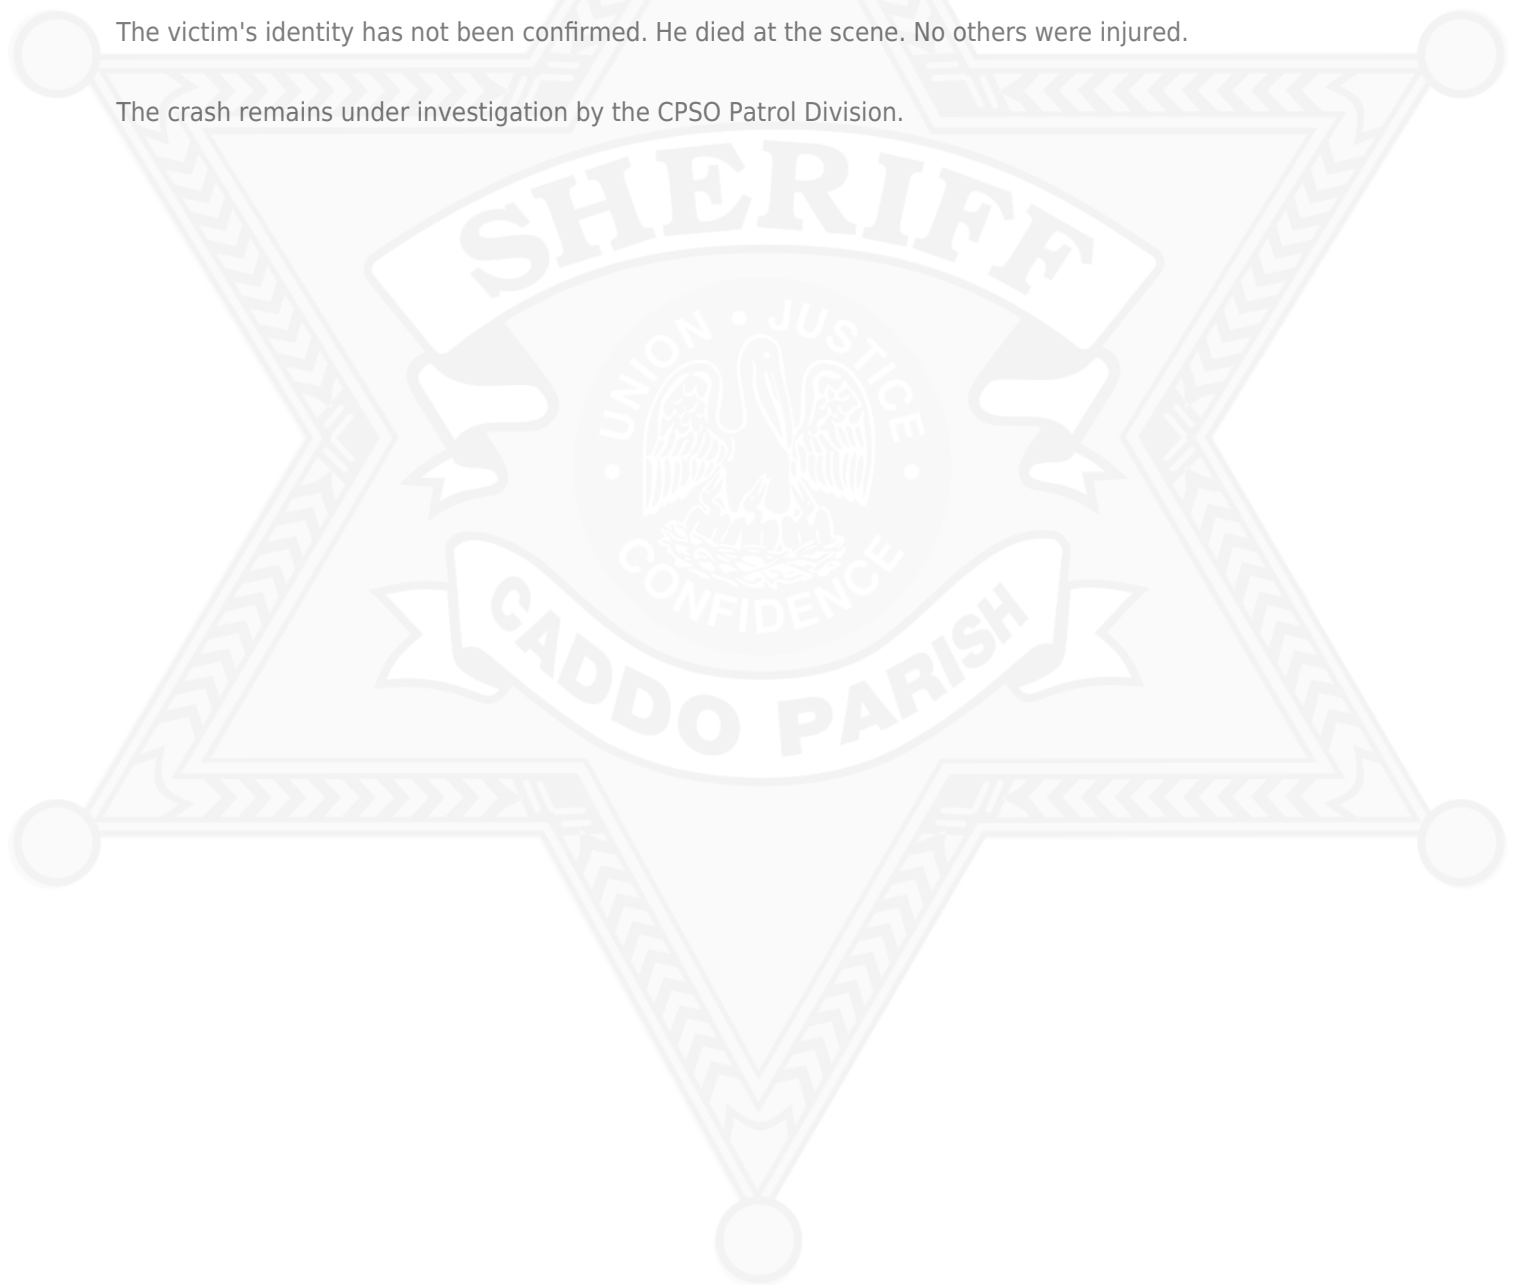 The victim's identity has not been confirmed. He died at the scene. No others were injured.
The crash remains under investigation by the CPSO Patrol Division.
SHERIFF
UNION • JUSTICE
• CONFIDENCE •
CADDO PARISH